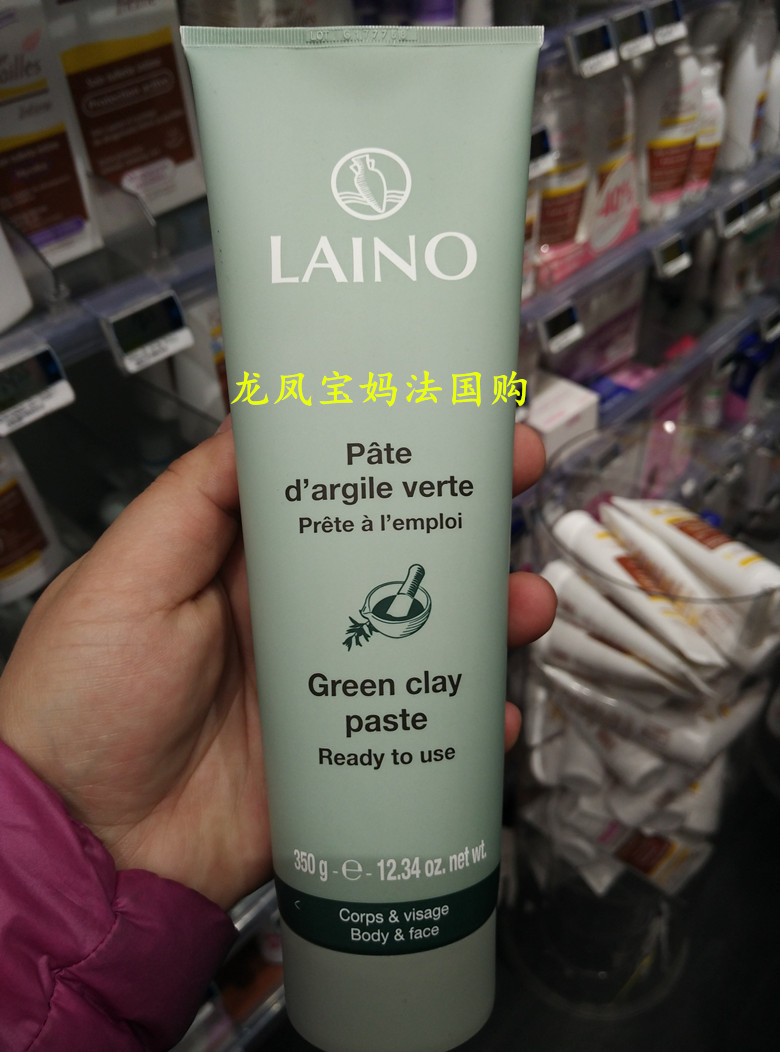 LAINO
龙凤宝妈法国购
Pâte
d'argile verte
Prête à l'emploi
Green clay
paste
Ready to use
350 g - e - 12.34 oz. net wt.
Corps & visage
Body & face
-40%